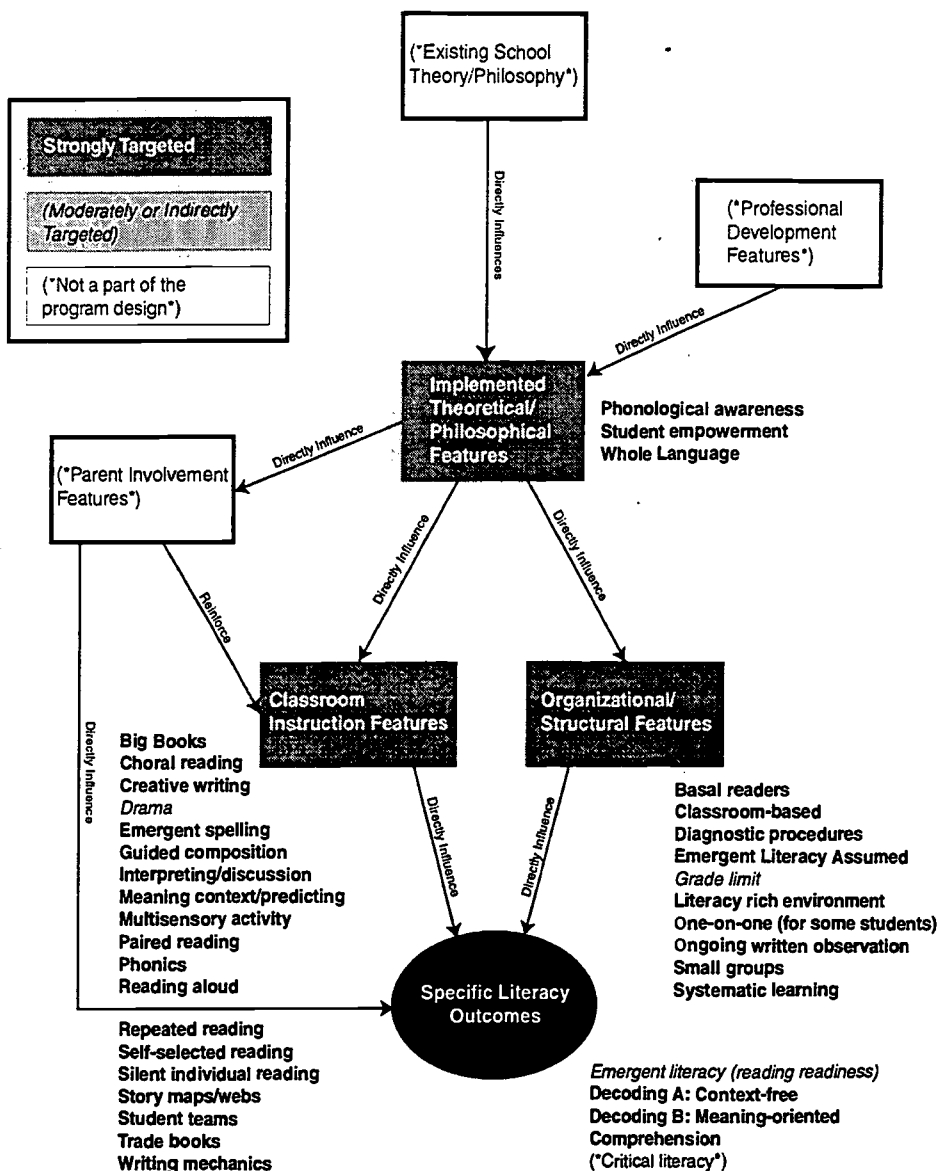 (*Existing School
Theory/Philosophy*)
Strongly Targeted
(Moderately or Indirectly
Targeted)
(*Not a part of the
program design*)
Directly Influences
(*Professional
Development
Features*)
Directly Influence
Implemented
Theoretical/
Philosophical
Features
Phonological awareness
Student empowerment
Whole Language
Directly Influence
(*Parent Involvement
Features*)
Directly Influence
Directly Influence
Reinforce
Classroom
Instruction Features
Organizational/
Structural Features
Directly Influence
Big Books
Choral reading
Creative writing
Drama
Emergent spelling
Guided composition
Interpreting/discussion
Meaning context/predicting
Multisensory activity
Paired reading
Phonics
Reading aloud
Directly Influence
Directly Influence
Basal readers
Classroom-based
Diagnostic procedures
Emergent Literacy Assumed
Grade limit
Literacy rich environment
One-on-one (for some students)
Ongoing written observation
Small groups
Systematic learning
Specific Literacy
Outcomes
Repeated reading
Self-selected reading
Silent individual reading
Story maps/webs
Student teams
Trade books
Writing mechanics
Emergent literacy (reading readiness)
Decoding A: Context-free
Decoding B: Meaning-oriented
Comprehension
(*Critical literacy*)